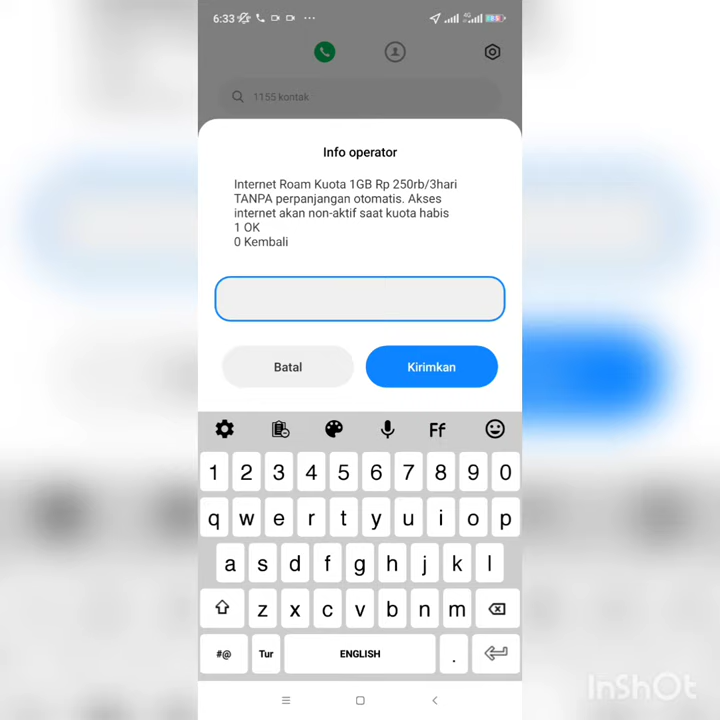 6:33
4G
1155 kontak
Info operator
Internet Roam Kuota 1GB Rp 250rb/3hari
TANPA perpanjangan otomatis. Akses
internet akan non-aktif saat kuota habis
1 OK
0 Kembali
Batal
Kirimkan
Ff
1 2 3 4 5 6 7 8 9 0
q w e r t y u i o p
a s d f g h j k l
z x c v b n m
#@ Tur ENGLISH .
InShOt